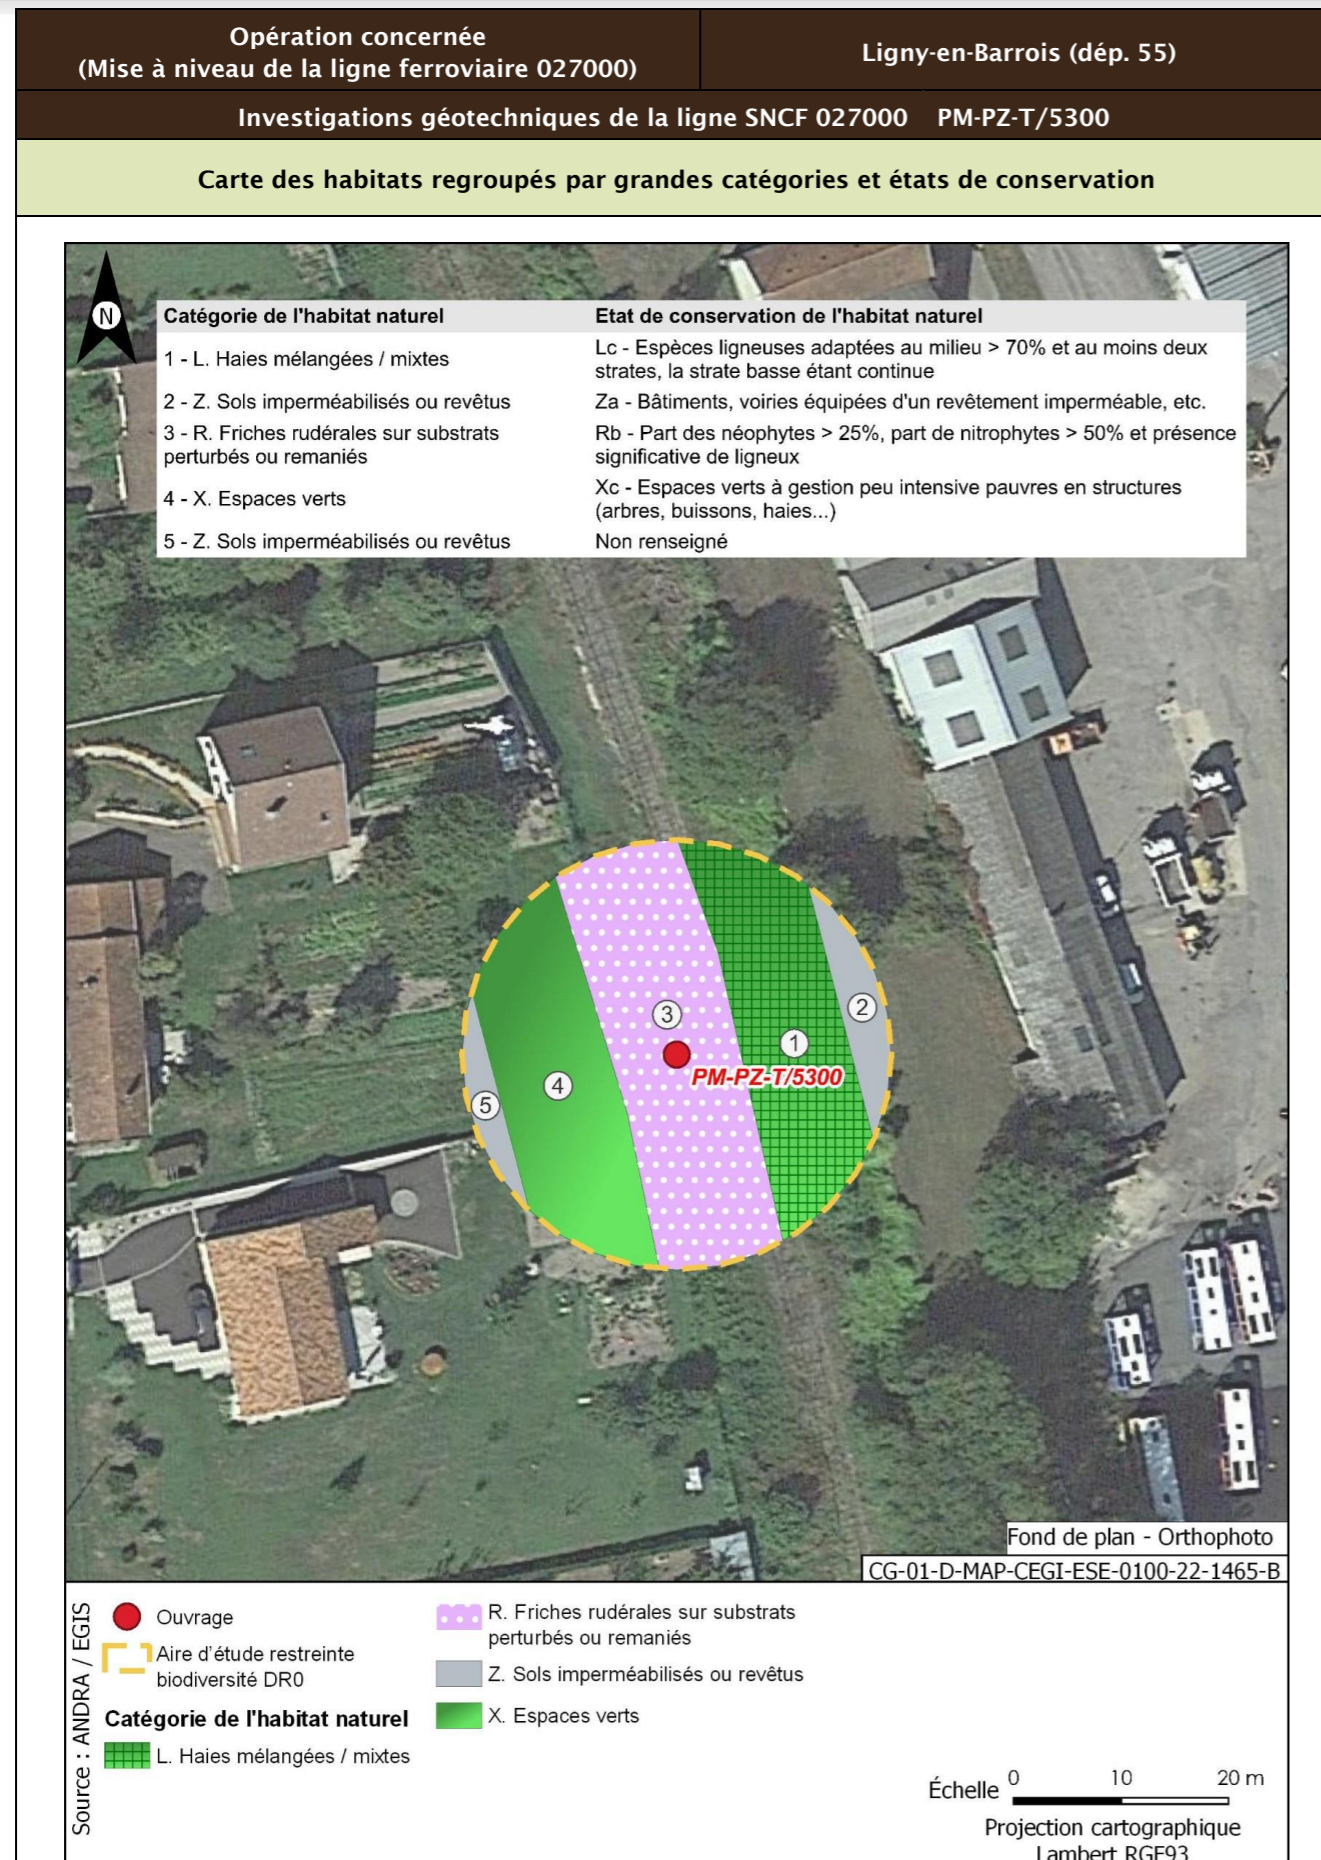 Opération concernée
(Mise à niveau de la ligne ferroviaire 027000)
Ligny-en-Barrois (dép. 55)
Investigations géotechniques de la ligne SNCF 027000 PM-PZ-T/5300
Carte des habitats regroupés par grandes catégories et états de conservation
N
Catégorie de l'habitat naturel
Etat de conservation de l'habitat naturel
1 - L. Haies mélangées / mixtes
Lc - Espèces ligneuses adaptées au milieu > 70% et au moins deux
strates, la strate basse étant continue
2 - Z. Sols imperméabilisés ou revêtus
Za - Bâtiments, voiries équipées d'un revêtement imperméable, etc.
3 - R. Friches rudérales sur substrats
perturbés ou remaniés
Rb - Part des néophytes > 25%, part de nitrophytes > 50% et présence
significative de ligneux
4 - X. Espaces verts
Xc - Espaces verts à gestion peu intensive pauvres en structures
(arbres, buissons, haies...)
5 - Z. Sols imperméabilisés ou revêtus
Non renseigné
2
3
1
PM-PZ-T/5300
4
5
Fond de plan - Orthophoto
CG-01-D-MAP-CEGI-ESE-0100-22-1465-B
Source : ANDRA / EGIS
Ouvrage
Aire d'étude restreinte
biodiversité DR0
Catégorie de l'habitat naturel
L. Haies mélangées / mixtes
R. Friches rudérales sur substrats
perturbés ou remaniés
Z. Sols imperméabilisés ou revêtus
X. Espaces verts
Échelle 0 10 20 m
Projection cartographique
Lambert RGF93